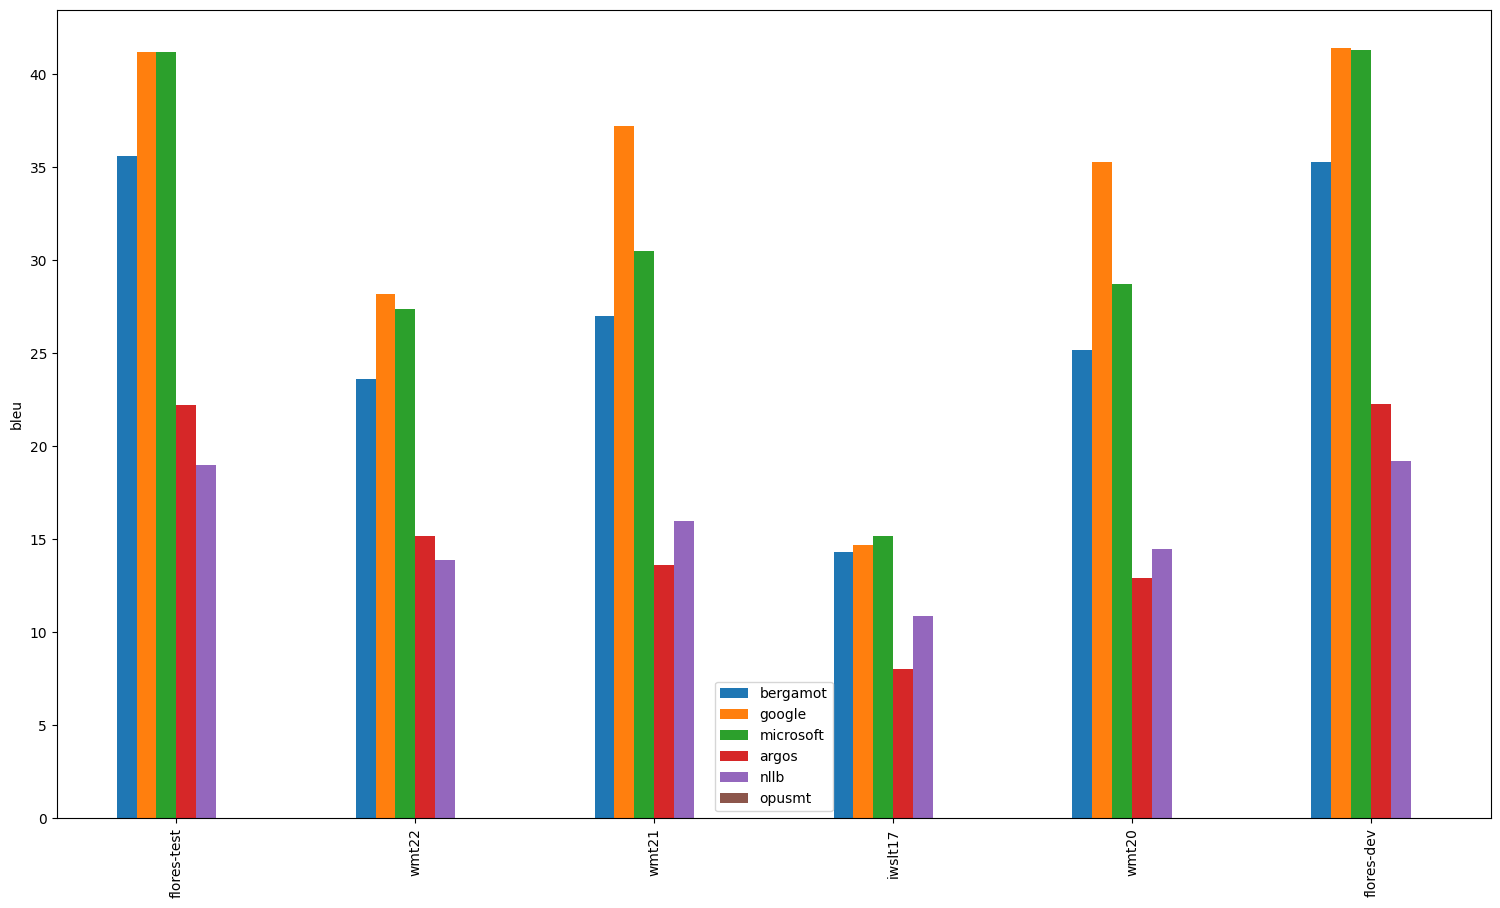 bleu
40
35
30
25
20
15
10
5
0
bergamot
google
microsoft
argos
nllb
opusmt
flores-test
wmt22
wmt21
iwslt17
wmt20
flores-dev